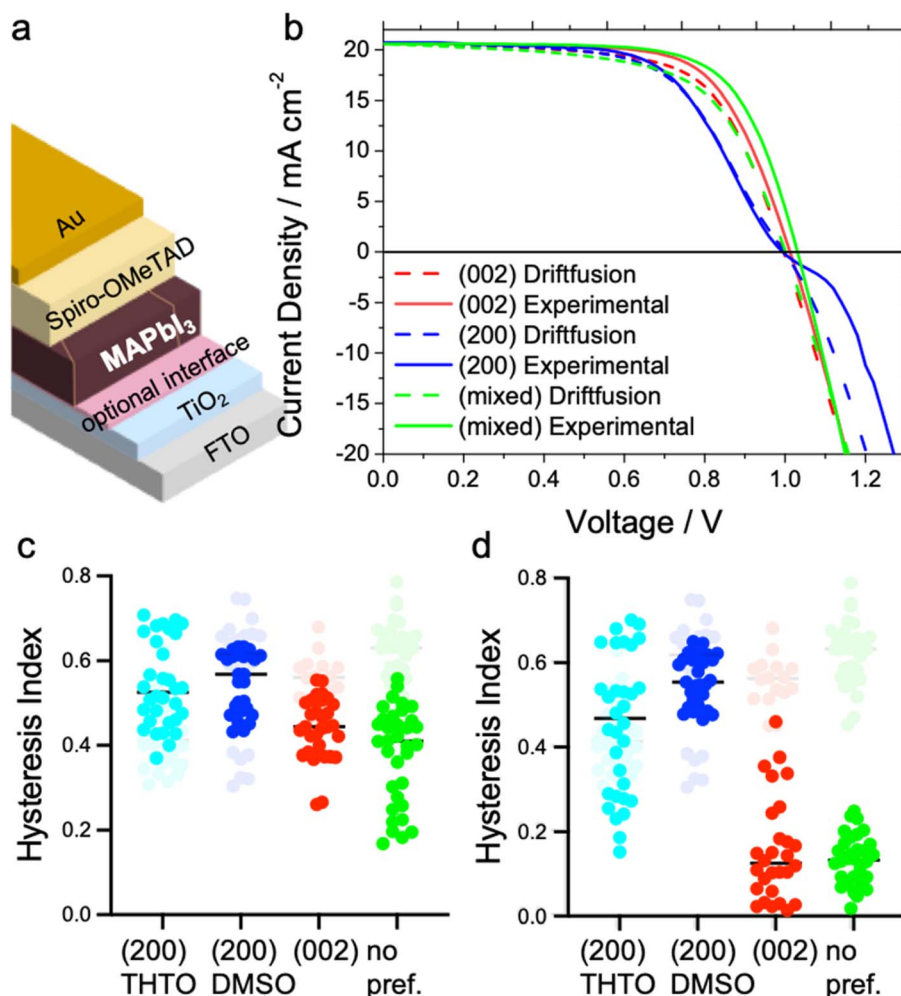 a
Au
Spiro-OMeTAD
MAPbI₃
optional interface
TiO₂
FTO
b
Current Density / mA cm⁻²
20
15
10
5
0
-5
-10
-15
-20
(002) Driftfusion
(002) Experimental
(200) Driftfusion
(200) Experimental
(mixed) Driftfusion
(mixed) Experimental
0.0 0.2 0.4 0.6 0.8 1.0 1.2
Voltage / V
c
Hysteresis Index
0.8
0.6
0.4
0.2
0.0
(200) (200) (002) no
THTO DMSO pref.
d
Hysteresis Index
0.8
0.6
0.4
0.2
0.0
(200) (200) (002) no
THTO DMSO pref.